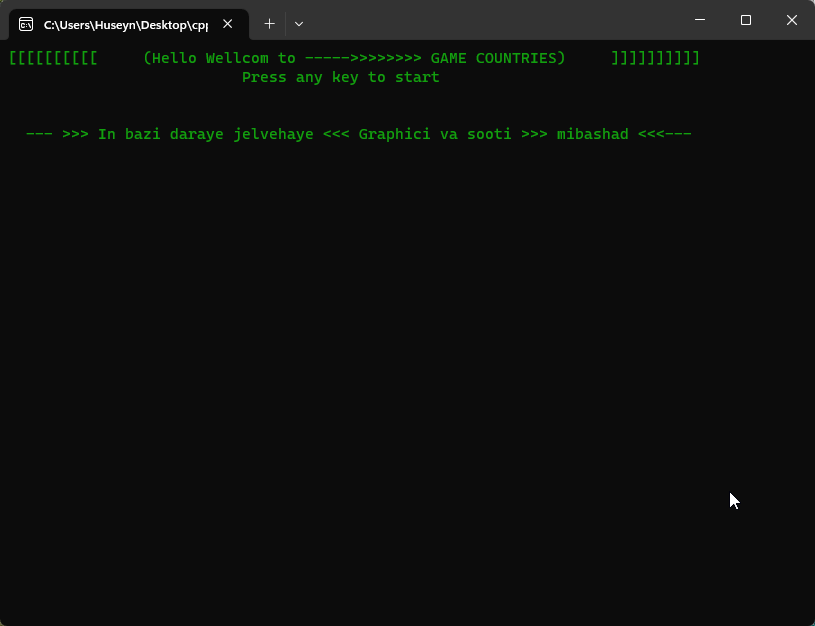 C:\Users\Huseyn\Desktop\cpp
[[[[[[[[[[     (Hello Wellcom to ----->>>>>>>> GAME COUNTRIES)     ]]]]]]]]]]
Press any key to start
--- >>> In bazi daraye jelvehaye <<< Graphici va sooti >>> mibashad <<<---